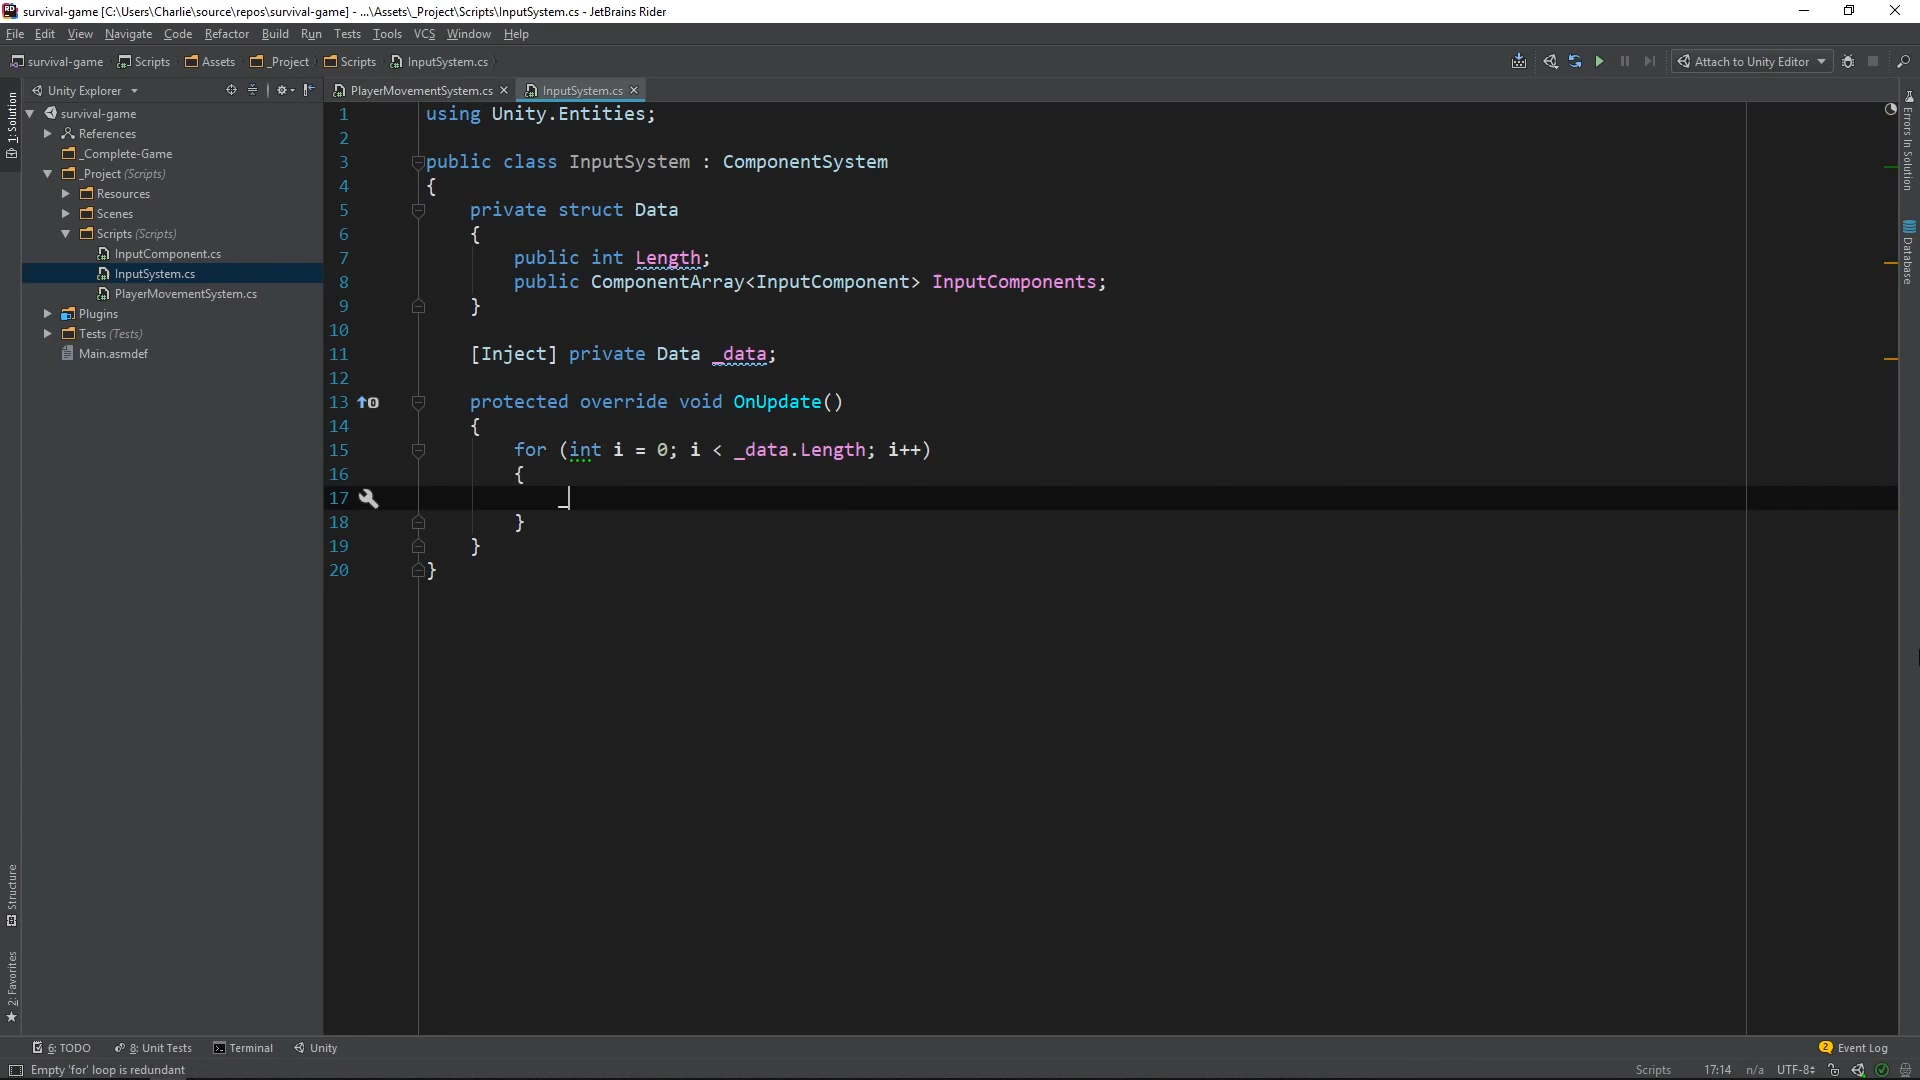 survival-game [C:\Users\Charlie\source\repos\survival-game] - ...\Assets\_Project\Scripts\InputSystem.cs - JetBrains Rider
File Edit View Navigate Code Refactor Build Run Tests Tools VCS Window Help
survival-game Scripts Assets _Project Scripts InputSystem.cs
Attach to Unity Editor
Unity Explorer
PlayerMovementSystem.cs InputSystem.cs
1: Solution
survival-game
References
_Complete-Game
_Project (Scripts)
Resources
Scenes
Scripts (Scripts)
InputComponent.cs
InputSystem.cs
PlayerMovementSystem.cs
Plugins
Tests (Tests)
Main.asmdef
1 using Unity.Entities;
2
3 public class InputSystem : ComponentSystem
4 {
5 private struct Data
6 {
7 public int Length;
8 public ComponentArray<InputComponent> InputComponents;
9 }
10
11 [Inject] private Data _data;
12
13 protected override void OnUpdate()
14 {
15 for (int i = 0; i < _data.Length; i++)
16 {
17 _
18 }
19 }
20 }
Errors In Solution
Database
Structure
2: Favorites
6: TODO 8: Unit Tests Terminal Unity
2 Event Log
Empty 'for' loop is redundant
Scripts 17:14 n/a UTF-8